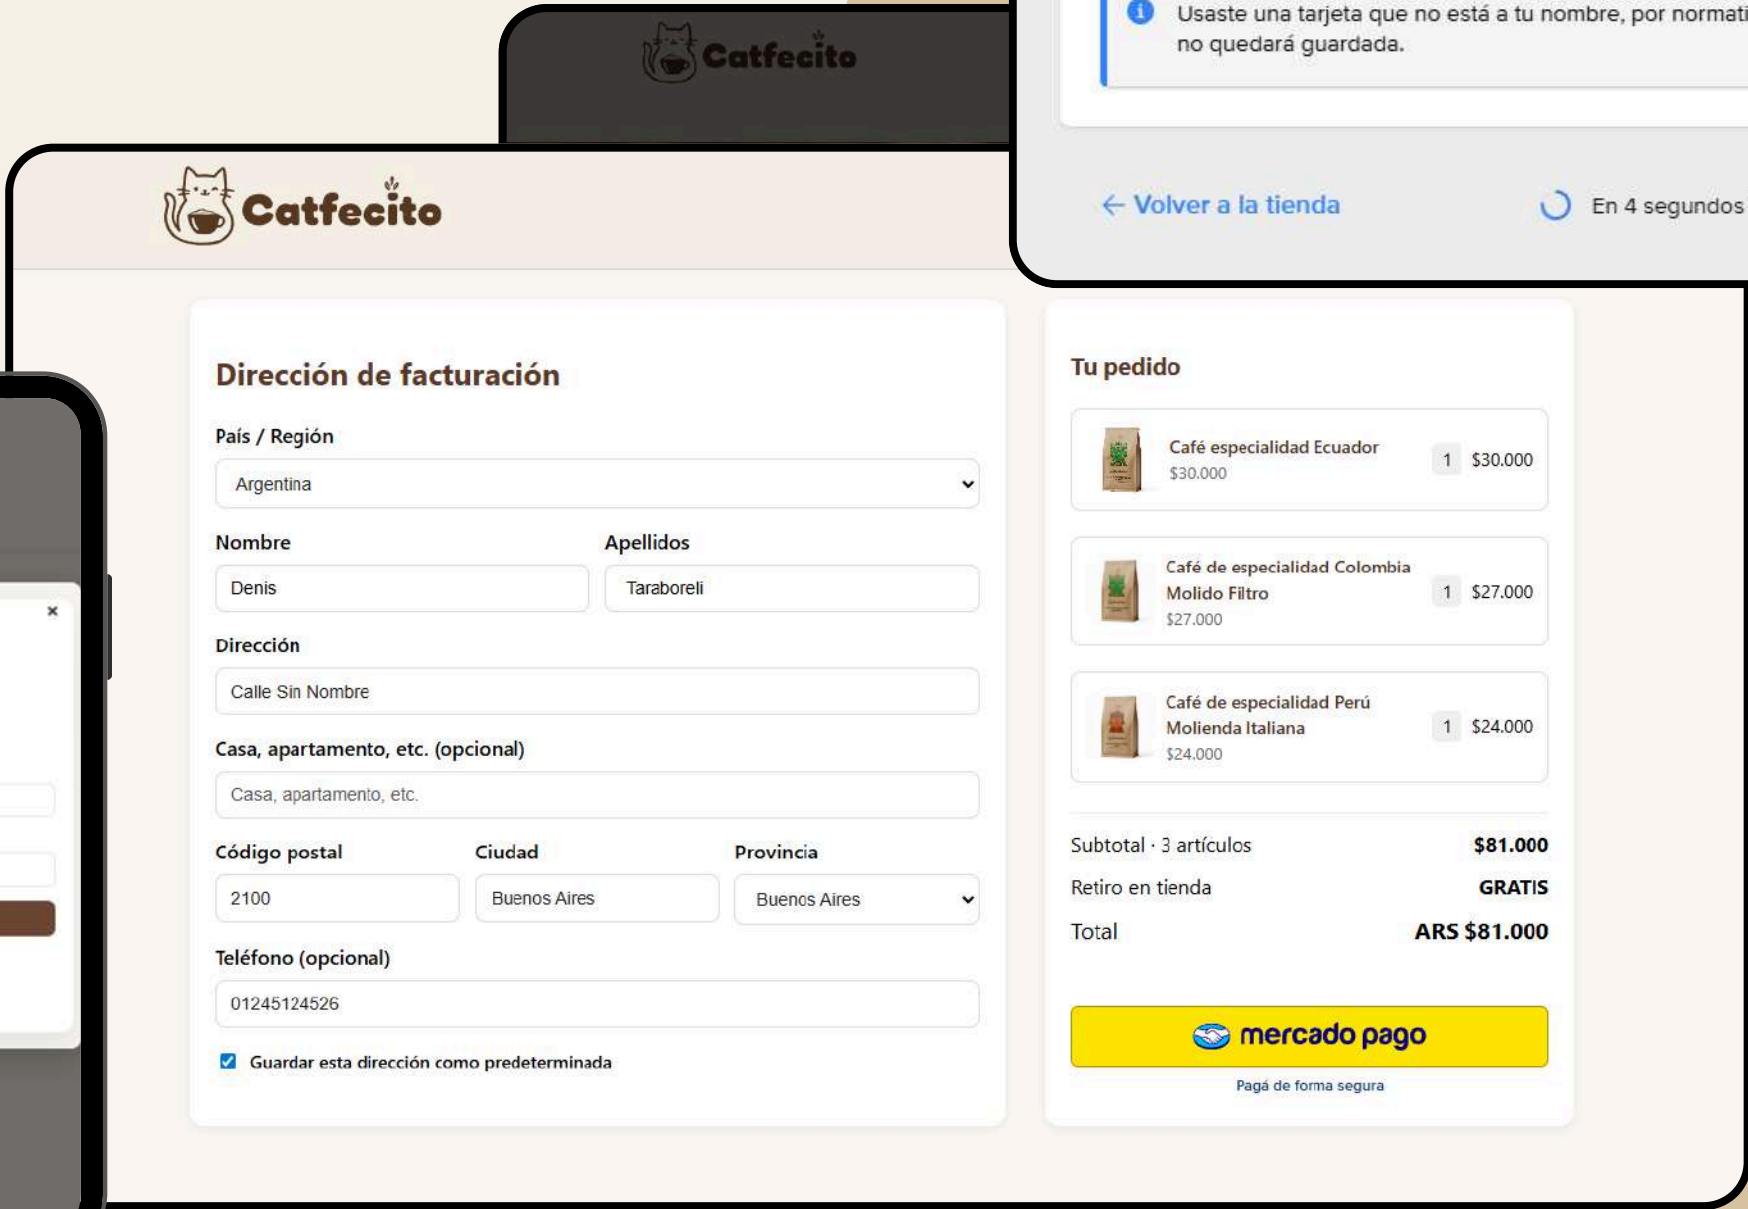 Catfecito
Usaste una tarjeta que no está a tu nombre, por normati
no quedará guardada.
← Volver a la tienda
En 4 segundos
Catfecito
Dirección de facturación
País / Región
Argentina
Nombre
Apellidos
Denis
Taraboreli
Dirección
Calle Sin Nombre
Casa, apartamento, etc. (opcional)
Casa, apartamento, etc.
Código postal
Ciudad
Provincia
2100
Buenos Aires
Buenos Aires
Teléfono (opcional)
01245124526
Guardar esta dirección como predeterminada
Tu pedido
Café especialidad Ecuador
$30.000
1 $30.000
Café de especialidad Colombia
Molido Filtro
$27.000
1 $27.000
Café de especialidad Perú
Molienda Italiana
$24.000
1 $24.000
Subtotal · 3 artículos $81.000
Retiro en tienda GRATIS
Total ARS $81.000
mercado pago
Pagá de forma segura